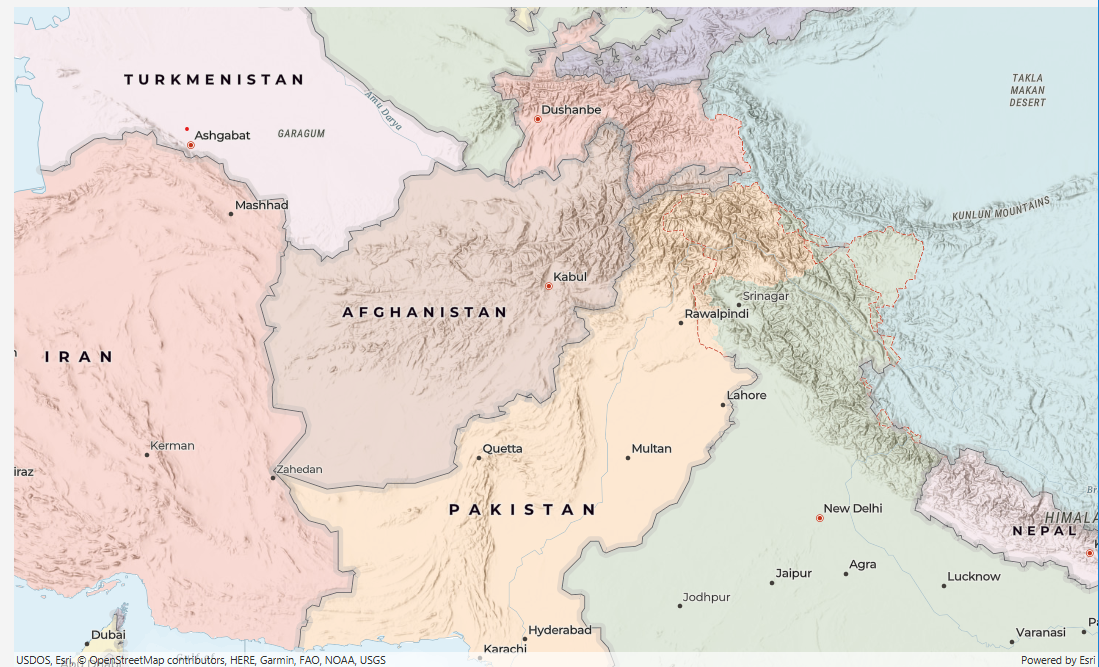 TURKMENISTAN
TAKLA
MAKAN
DESERT
Amu Darya
Dushanbe
Ashgabat
GARAGUM
Mashhad
KUNLUN MOUNTAINS
Kabul
Srinagar
AFGHANISTAN
Rawalpindi
IRAN
Lahore
Kerman
Quetta
Multan
Zahedan
iraz
PAKISTAN
New Delhi
HIMALA
NEPAL
Agra
Jaipur
Lucknow
Jodhpur
Hyderabad
Dubai
Varanasi
Karachi
USDOS, Esri, © OpenStreetMap contributors, HERE, Garmin, FAO, NOAA, USGS
Powered by Esri